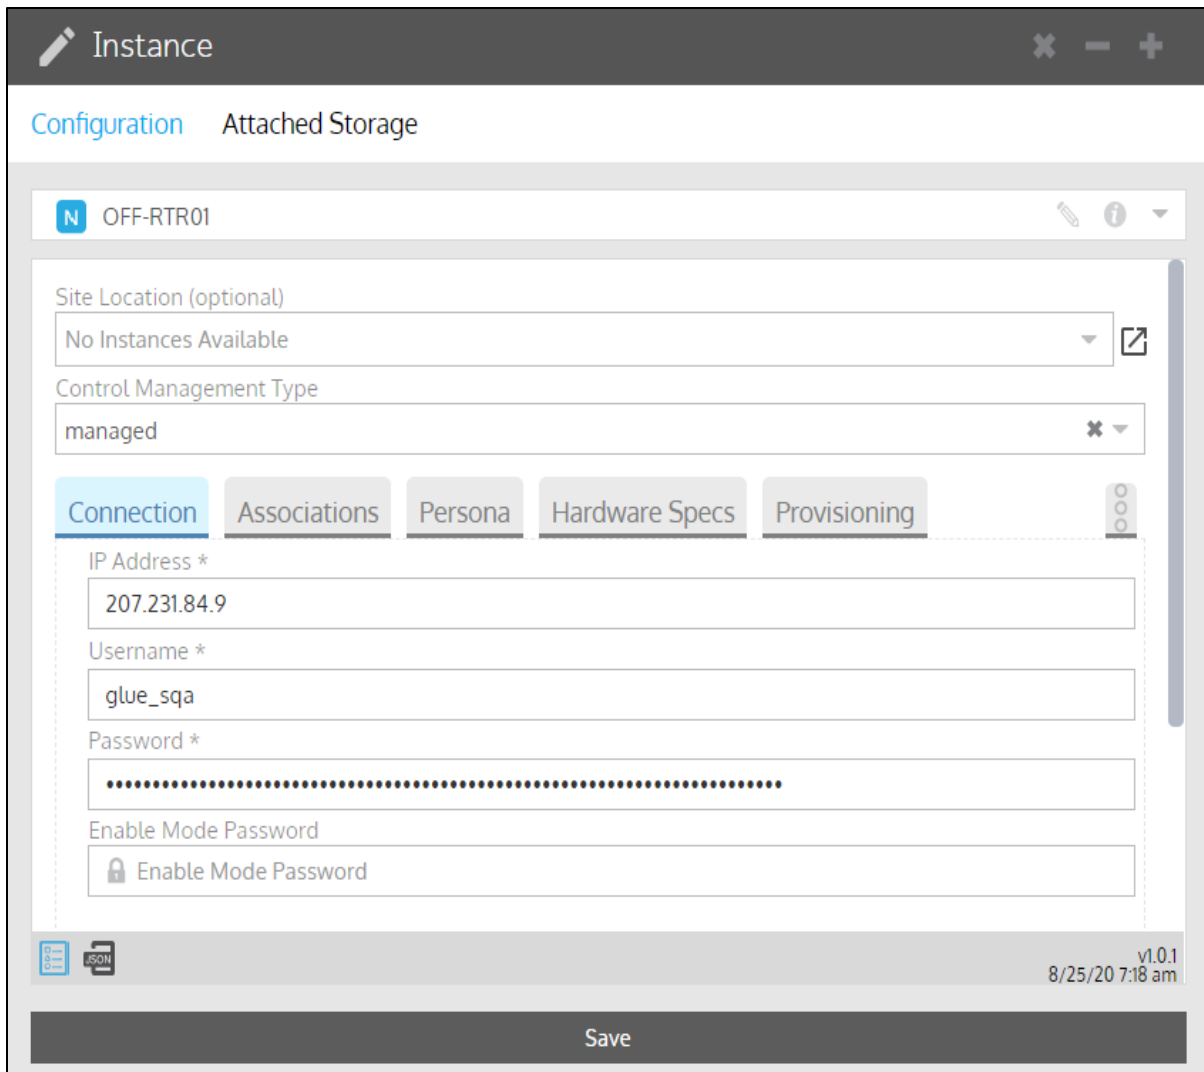 Instance
Configuration Attached Storage
N OFF-RTR01
Site Location (optional)
No Instances Available
Control Management Type
managed
Connection Associations Persona Hardware Specs Provisioning
IP Address *
207.231.84.9
Username *
glue_sqa
Password *
••••••••••••••••••••••••••••••••••••••••••••••••••••••••••••••••••••••••
Enable Mode Password
Enable Mode Password
JSON
v1.0.1
8/25/20 7:18 am
Save